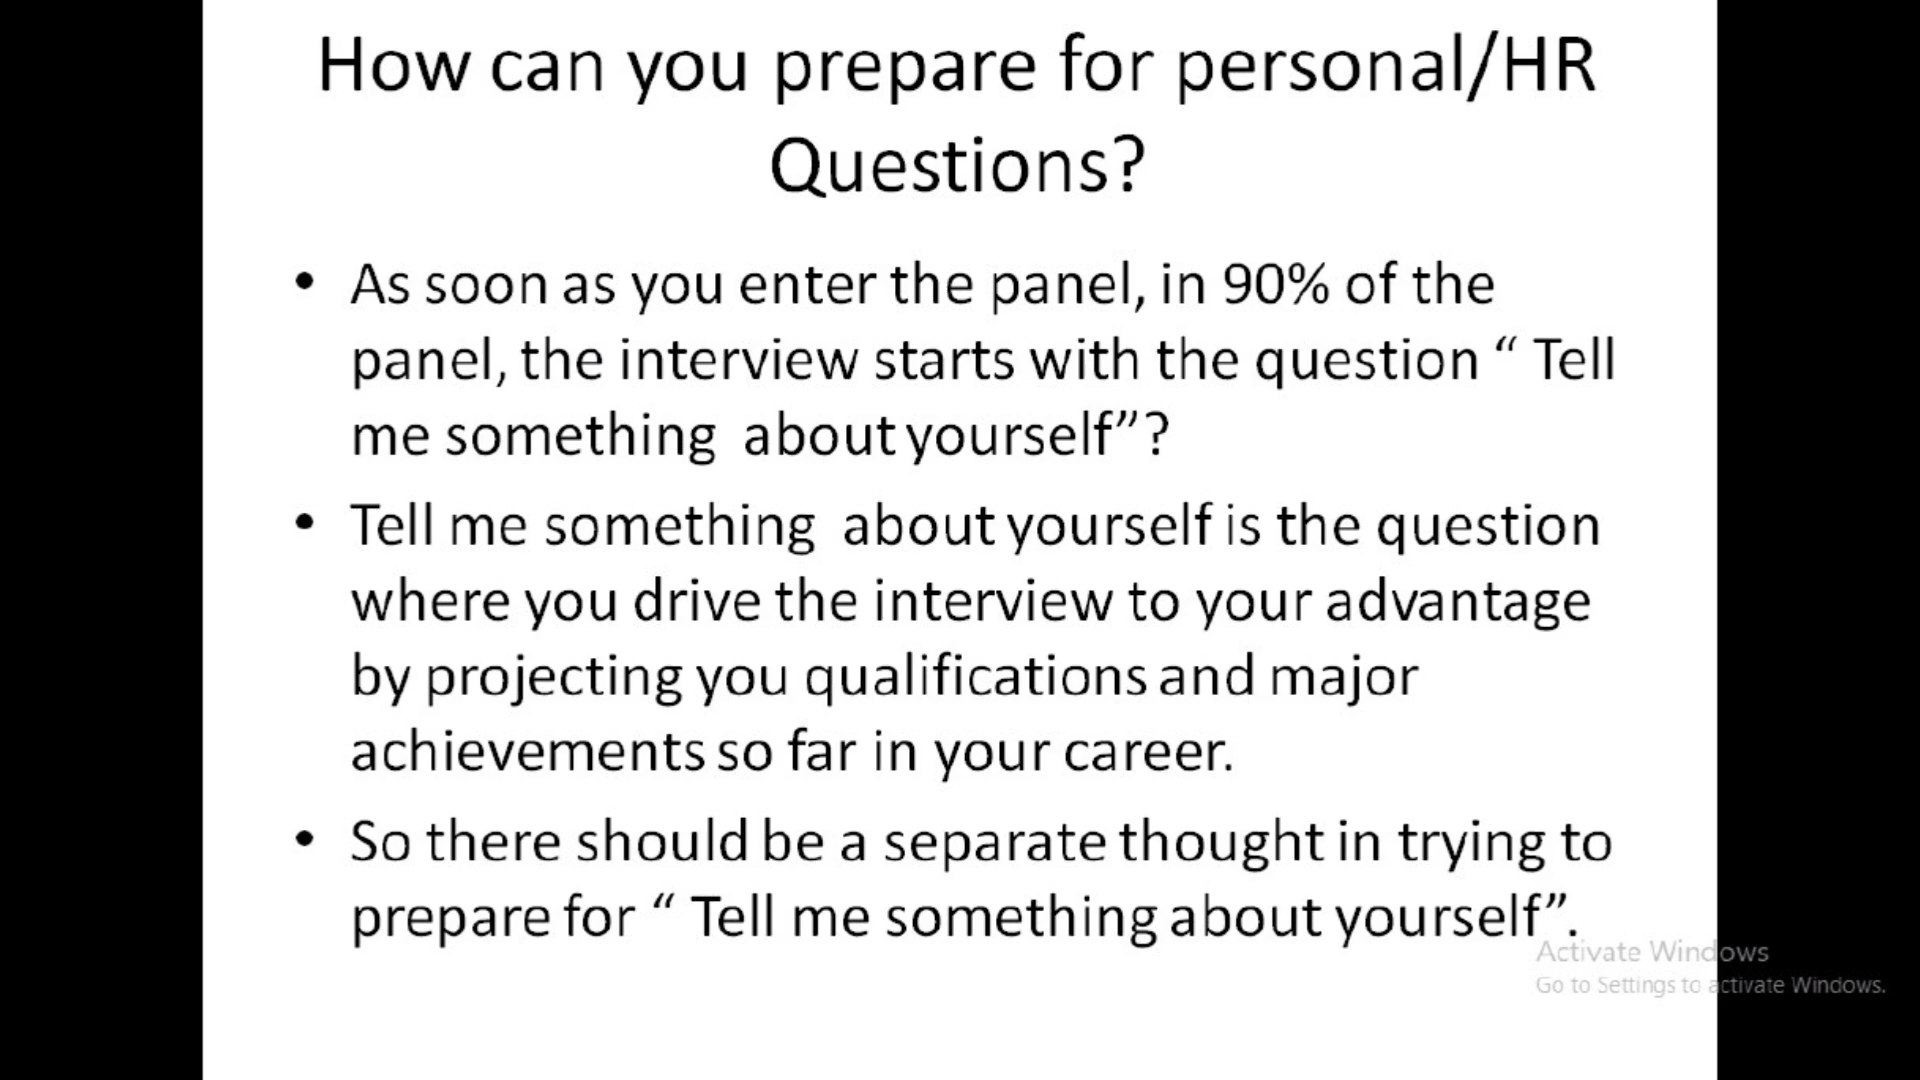 How can you prepare for personal/HR
Questions?
• As soon as you enter the panel, in 90% of the
panel, the interview starts with the question “ Tell
me something  about yourself”?
• Tell me something  about yourself is the question
where you drive the interview to your advantage
by projecting you qualifications and major
achievements so far in your career.
• So there should be a separate thought in trying to
prepare for “ Tell me something about yourself”.
Activate Windows
Go to Settings to activate Windows.